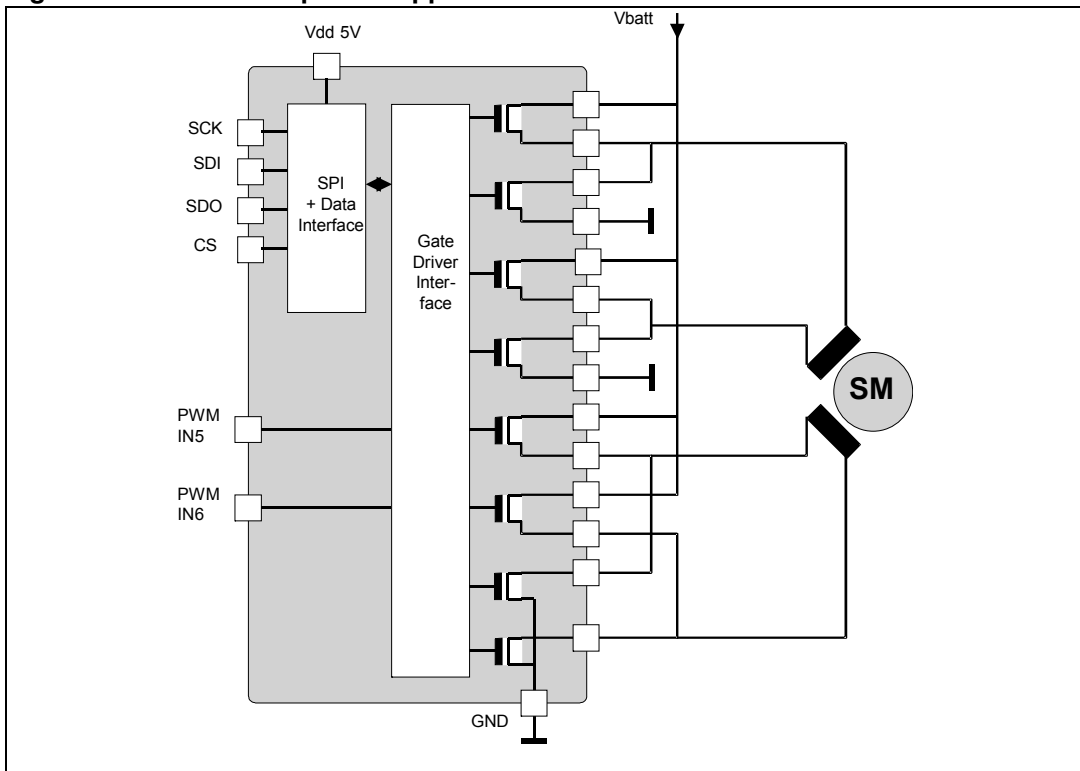 Vbatt
Vdd 5V
SCK
SDI
SDO
CS
SPI
+ Data
Interface
Gate
Driver
Inter-
face
SM
PWM
IN5
PWM
IN6
GND